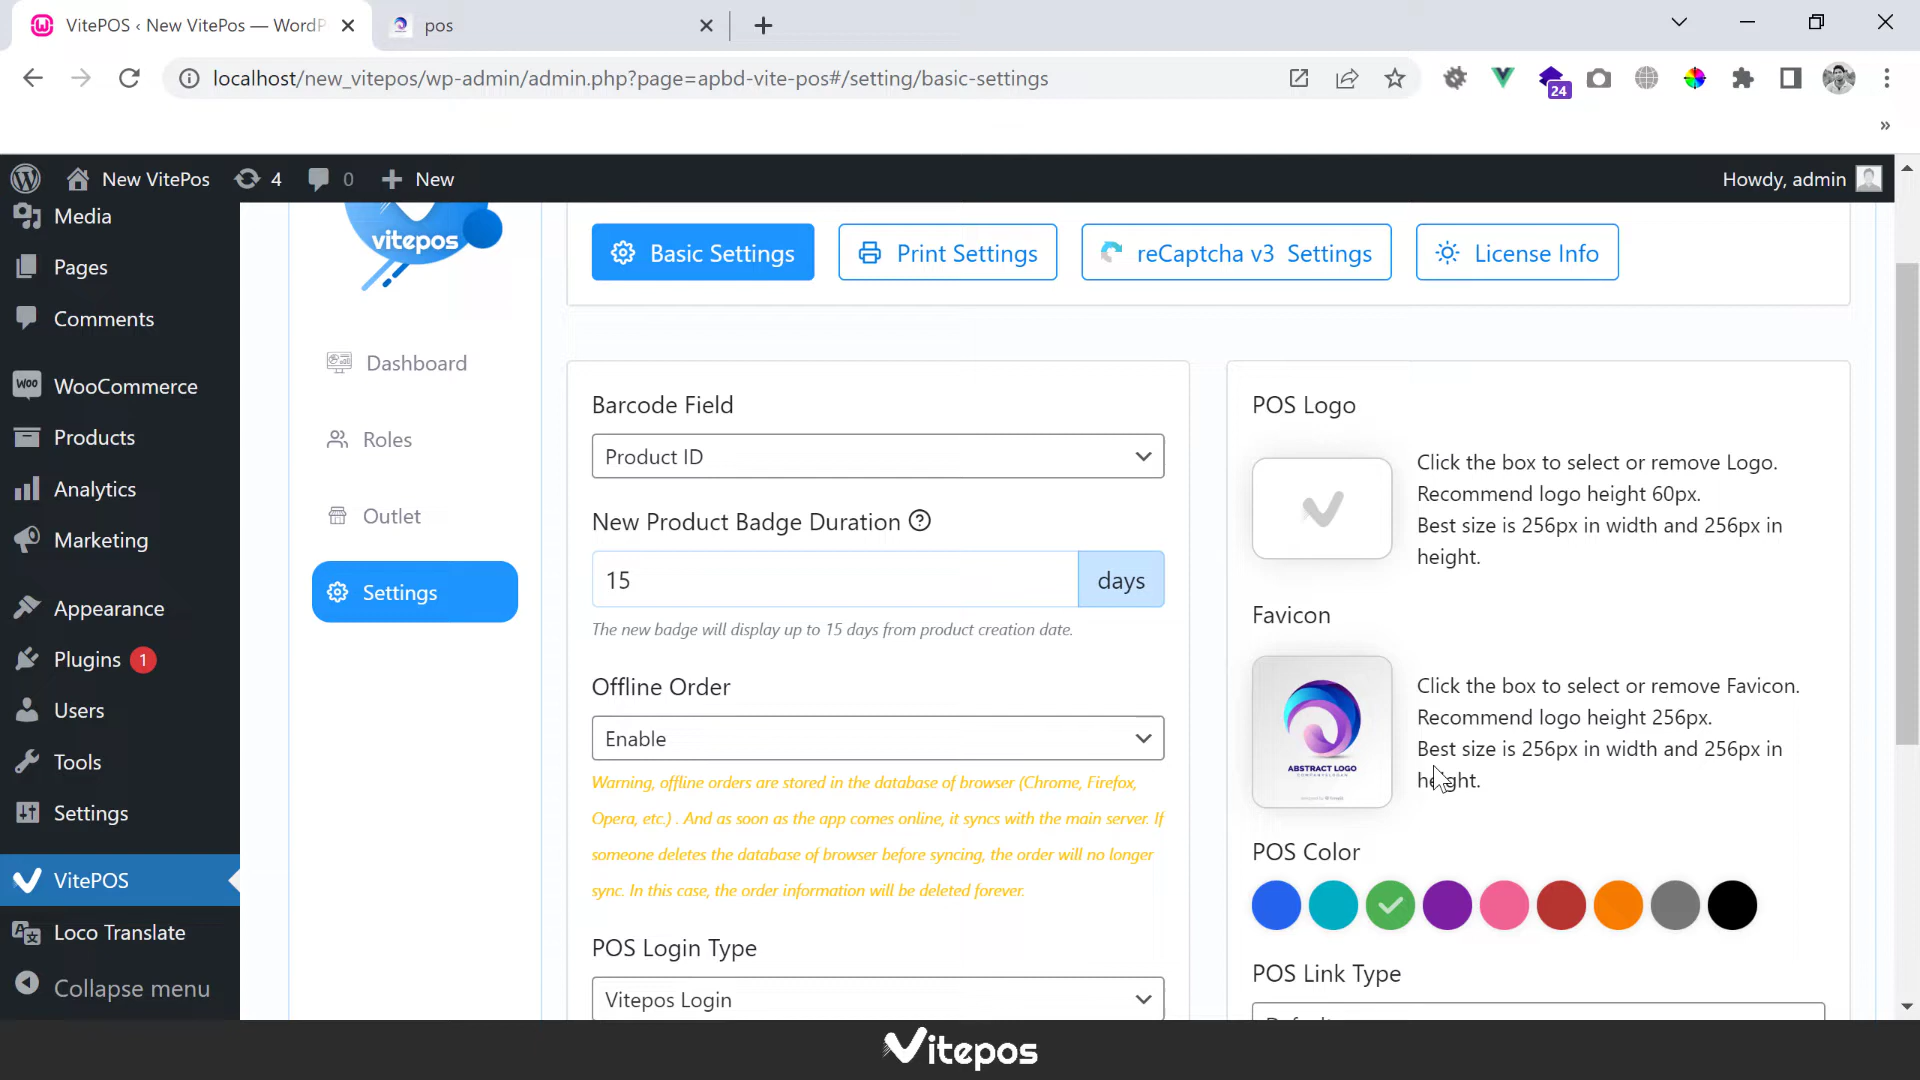 VitePOS ‹ New VitePos — WordP
pos
localhost/new_vitepos/wp-admin/admin.php?page=apbd-vite-pos#/setting/basic-settings
24
New VitePos
4
0
New
Howdy, admin
Media
Pages
Comments
WooCommerce
Products
Analytics
Marketing
Appearance
Plugins 1
Users
Tools
Settings
VitePOS
Loco Translate
Collapse menu
vitepos
Dashboard
Roles
Outlet
Settings
Basic Settings
Print Settings
reCaptcha v3 Settings
License Info
Barcode Field
Product ID
New Product Badge Duration
15
days
The new badge will display up to 15 days from product creation date.
Offline Order
Enable
Warning, offline orders are stored in the database of browser (Chrome, Firefox,
Opera, etc.) . And as soon as the app comes online, it syncs with the main server. If
someone deletes the database of browser before syncing, the order will no longer
sync. In this case, the order information will be deleted forever.
POS Login Type
Vitepos Login
POS Logo
Click the box to select or remove Logo.
Recommend logo height 60px.
Best size is 256px in width and 256px in
height.
Favicon
ABSTRACT LOGO
Click the box to select or remove Favicon.
Recommend logo height 256px.
Best size is 256px in width and 256px in
height.
POS Color
POS Link Type
Vitepos